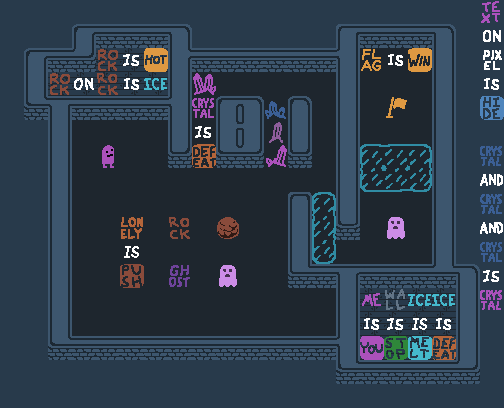 ROCK IS HOT
ROCK ON ROCK IS ICE
CRYSTAL
IS
DEFEAT
FLAG IS WIN
TEXT
ON
PIXEL
IS
HIDE
CRYSTAL
AND
CRYSTAL
AND
CRYSTAL
IS
CRYSTAL
LONELY ROCK
IS
PUSH GHOST
ME WALL ICE ICE
IS IS IS IS
YOU STOP MELT DEFEAT